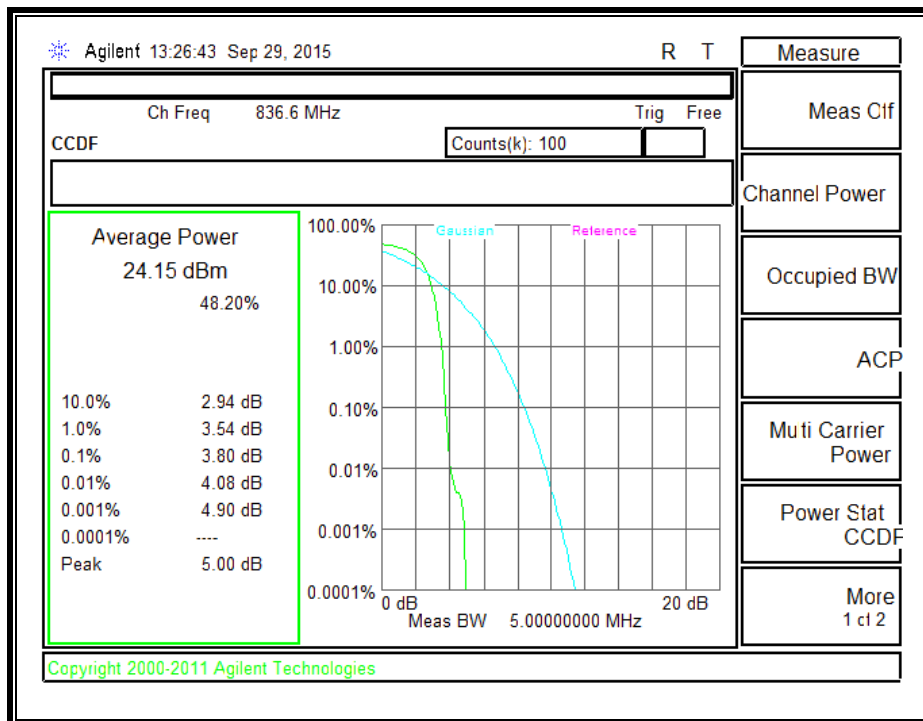 Agilent 13:26:43 Sep 29, 2015 R T
Ch Freq 836.6 MHz Trig Free
CCDF Counts(k): 100
Average Power
24.15 dBm
48.20%
10.0% 2.94 dB
1.0% 3.54 dB
0.1% 3.80 dB
0.01% 4.08 dB
0.001% 4.90 dB
0.0001% ----
Peak 5.00 dB
Gaussian Reference
100.00%
10.00%
1.00%
0.10%
0.01%
0.001%
0.0001%
0 dB 20 dB
Meas BW 5.00000000 MHz
Measure
Meas Off
Channel Power
Occupied BW
ACP
Multi Carrier
Power
Power Stat
CCDF
More
1 of 2
Copyright 2000-2011 Agilent Technologies